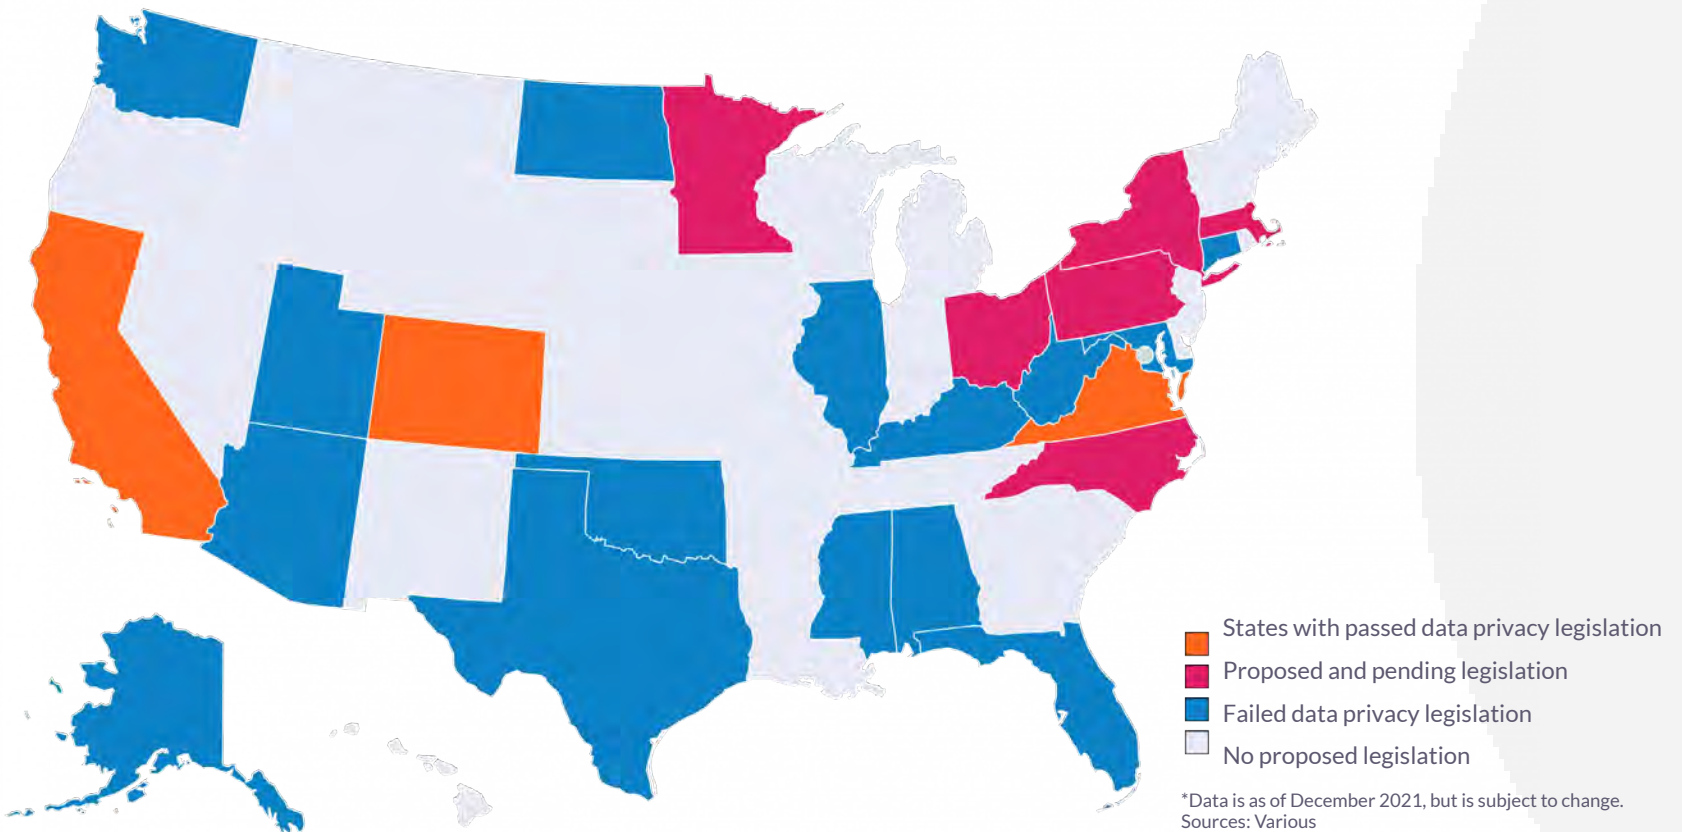 States with passed data privacy legislation
Proposed and pending legislation
Failed data privacy legislation
No proposed legislation
*Data is as of December 2021, but is subject to change.
Sources: Various